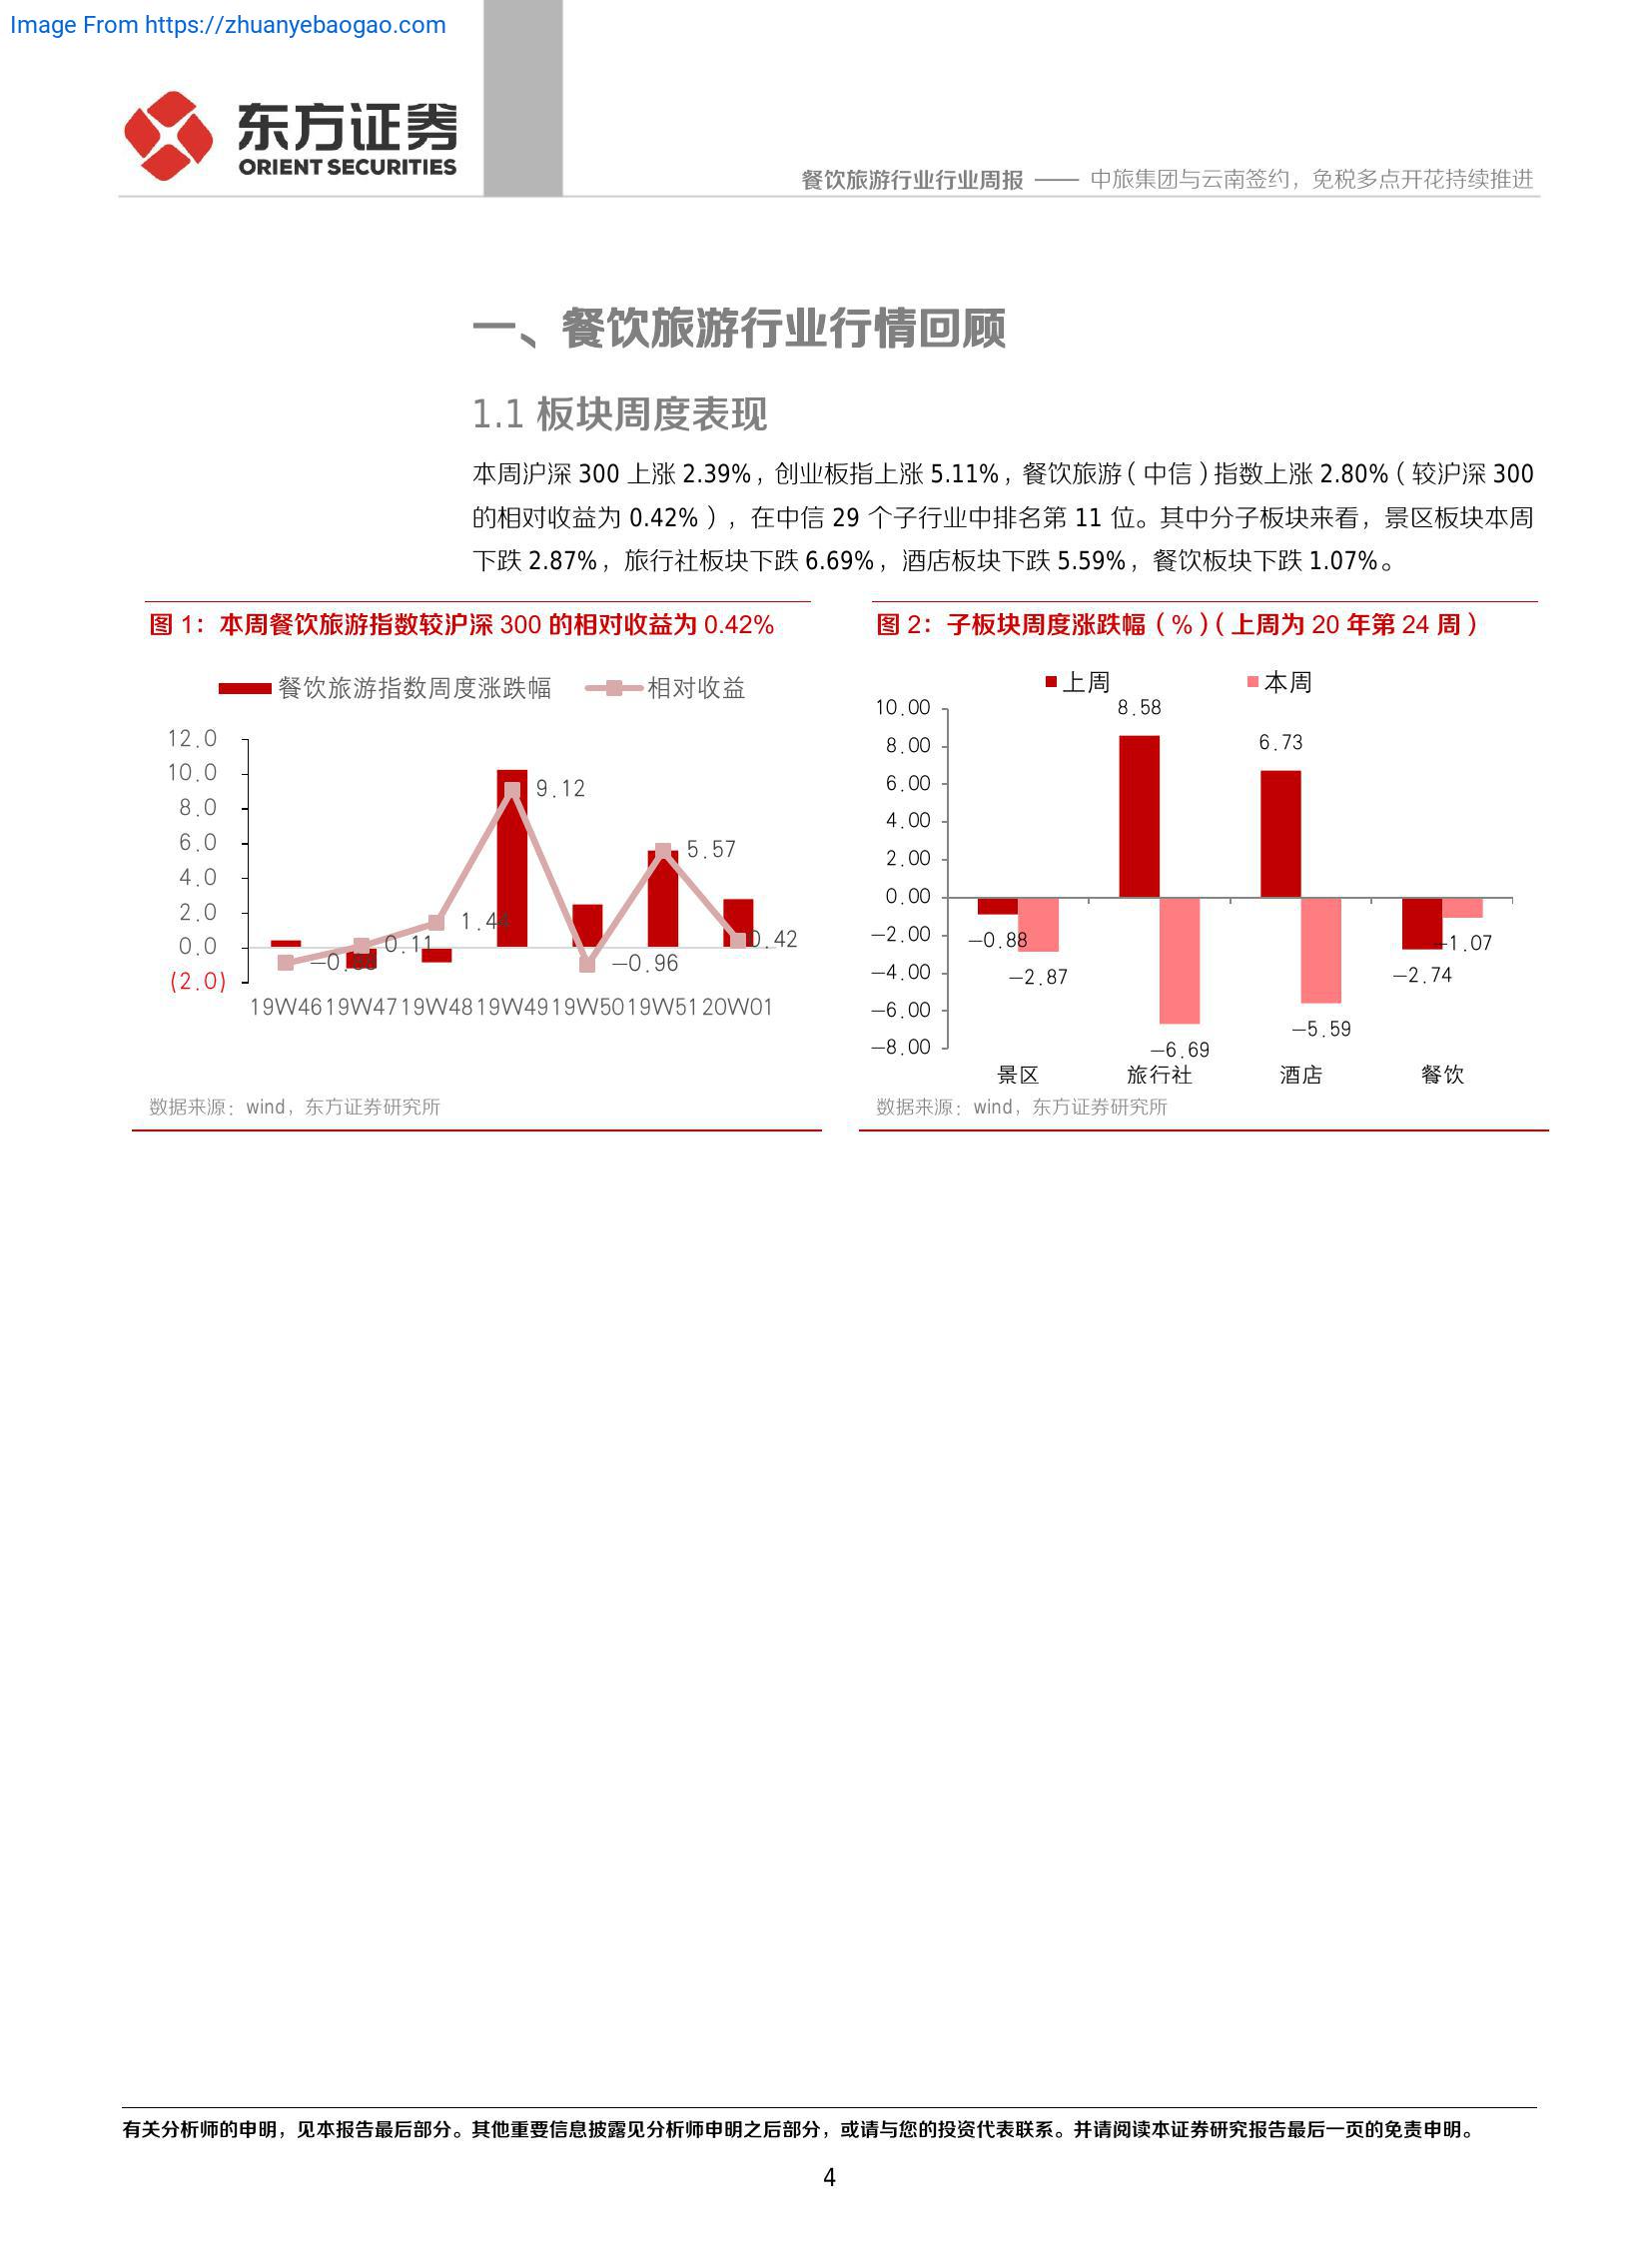 Image From https://zhuanyebaogao.com
东方证券
ORIENT SECURITIES
餐饮旅游行业行业周报 —— 中旅集团与云南签约，免税多点开花持续推进
一、餐饮旅游行业行情回顾
1.1 板块周度表现
本周沪深 300 上涨 2.39%，创业板指上涨 5.11%，餐饮旅游（中信）指数上涨 2.80%（较沪深 300
的相对收益为 0.42%），在中信 29 个子行业中排名第 11 位。其中分子板块来看，景区板块本周
下跌 2.87%，旅行社板块下跌 6.69%，酒店板块下跌 5.59%，餐饮板块下跌 1.07%。
图 1：本周餐饮旅游指数较沪深 300 的相对收益为 0.42%
餐饮旅游指数周度涨跌幅 相对收益
12.0
10.0
8.0
6.0
4.0
2.0
0.0
(2.0)
0.11
1.44
9.12
-0.96
5.57
0.42
19W46 19W47 19W48 19W49 19W50 19W51 20W01
数据来源：wind，东方证券研究所
图 2：子板块周度涨跌幅（%）（上周为 20 年第 24 周）
上周 本周
10.00
8.00
6.00
4.00
2.00
0.00
-2.00
-4.00
-6.00
-8.00
-0.88
-2.87
8.58
-6.69
6.73
-5.59
-2.74
-1.07
景区 旅行社 酒店 餐饮
数据来源：wind，东方证券研究所
有关分析师的申明，见本报告最后部分。其他重要信息披露见分析师申明之后部分，或请与您的投资代表联系。并请阅读本证券研究报告最后一页的免责申明。
4